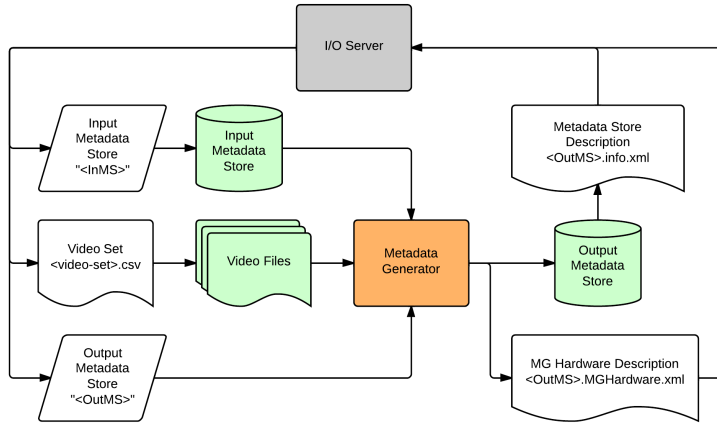 I/O Server
Input
Metadata
Store
"<InMS>"
Input
Metadata
Store
Metadata Store
Description
<OutMS>.info.xml
Video Set
<video-set>.csv
Video Files
Metadata
Generator
Output
Metadata
Store
Output
Metadata
Store
"<OutMS>"
MG Hardware Description
<OutMS>.MGHardware.xml